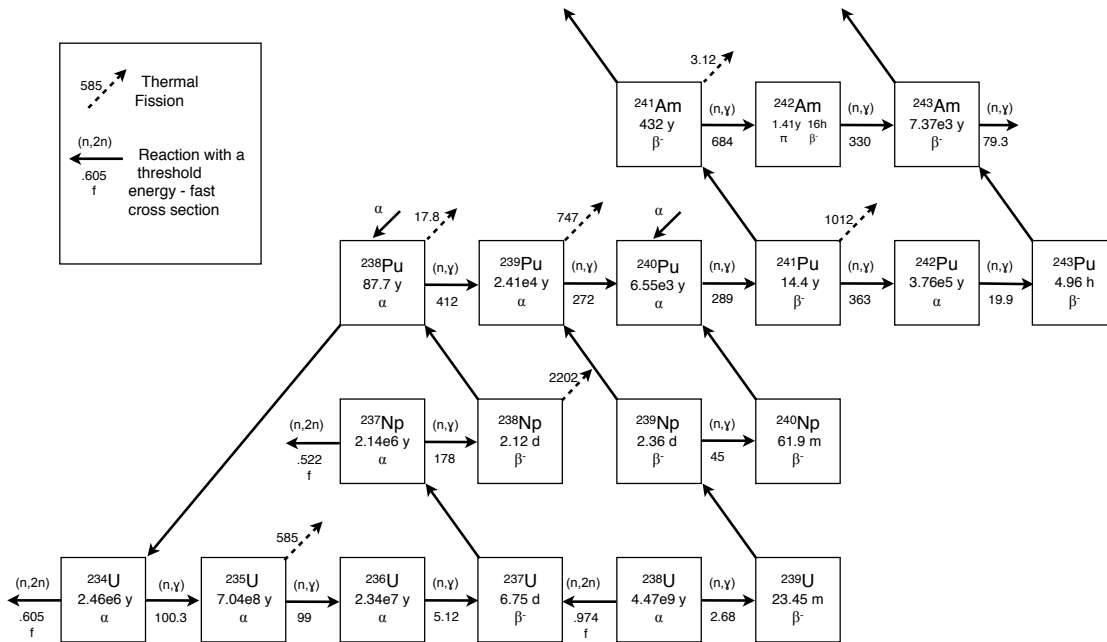 585
Thermal
Fission
(n,2n)
.605
f
Reaction with a
threshold
energy - fast
cross section
3.12
²⁴¹Am
432 y
β⁻
(n,ɣ)
684
²⁴²Am
1.41y 16h
π β⁻
(n,ɣ)
330
²⁴³Am
7.37e3 y
β⁻
(n,ɣ)
79.3
α
17.8
²³⁸Pu
87.7 y
α
(n,ɣ)
412
747
²³⁹Pu
2.41e4 y
α
(n,ɣ)
272
α
²⁴⁰Pu
6.55e3 y
α
(n,ɣ)
289
1012
²⁴¹Pu
14.4 y
β⁻
(n,ɣ)
363
²⁴²Pu
3.76e5 y
α
(n,ɣ)
19.9
²⁴³Pu
4.96 h
β⁻
(n,2n)
.522
f
²³⁷Np
2.14e6 y
α
(n,ɣ)
178
2202
²³⁸Np
2.12 d
β⁻
²³⁹Np
2.36 d
β⁻
(n,ɣ)
45
²⁴⁰Np
61.9 m
β⁻
(n,2n)
.605
f
²³⁴U
2.46e6 y
α
(n,ɣ)
100.3
585
²³⁵U
7.04e8 y
α
(n,ɣ)
99
²³⁶U
2.34e7 y
α
(n,ɣ)
5.12
²³⁷U
6.75 d
β⁻
(n,2n)
.974
f
²³⁸U
4.47e9 y
α
(n,ɣ)
2.68
²³⁹U
23.45 m
β⁻